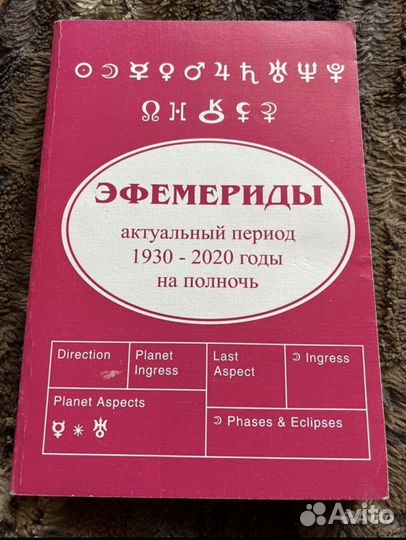 ☉ ☽ ☿ ♀ ♂ ♃ ♄ ♅ ♆ ♇
☊ ⚷ ⚸ ⚳
ЭФЕМЕРИДЫ
актуальный период
1930 - 2020 годы
на полночь
Direction
Planet
Ingress
Last
Aspect
☽ Ingress
Planet Aspects
☿ ⚹ ♅
☽ Phases & Eclipses
Avito